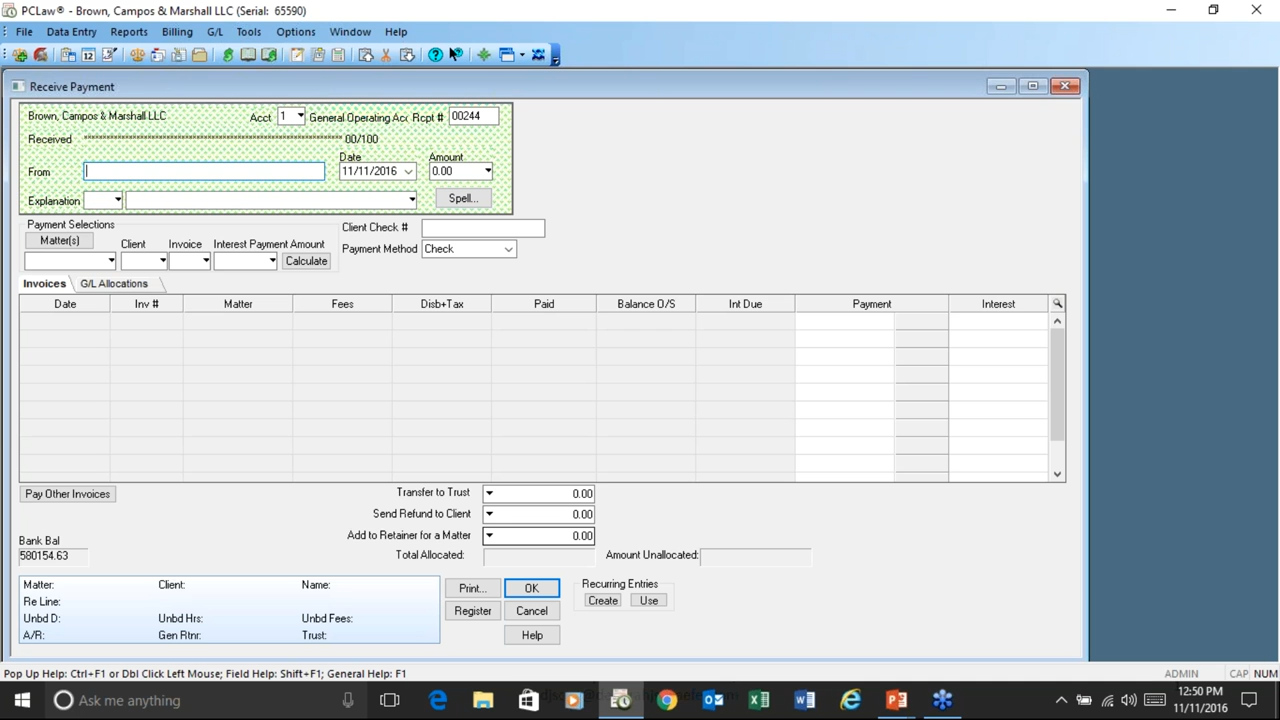 PCLaw® - Brown, Campos & Marshall LLC (Serial: 65590)
File Data Entry Reports Billing G/L Tools Options Window Help
12
Receive Payment
Brown, Campos & Marshall LLC Acct 1 General Operating Acc Rcpt # 00244
Received 00/100
Date Amount
From 11/11/2016 0.00
Explanation Spell...
Payment Selections Client Check #
Matter(s) Client Invoice Interest Payment Amount Payment Method Check
Calculate
Invoices G/L Allocations
Date Inv # Matter Fees Disb+Tax Paid Balance O/S Int Due Payment Interest
Pay Other Invoices Transfer to Trust 0.00
Send Refund to Client 0.00
Add to Retainer for a Matter 0.00
Bank Bal
580154.63 Total Allocated: Amount Unallocated:
Matter: Client: Name: Print... OK Recurring Entries
Re Line: Create Use
Unbd D: Unbd Hrs: Unbd Fees: Register Cancel
A/R: Gen Rtnr: Trust: Help
Pop Up Help: Ctrl+F1 or Dbl Click Left Mouse; Field Help: Shift+F1; General Help: F1 ADMIN CAP NUM
Ask me anything 12:50 PM
11/11/2016